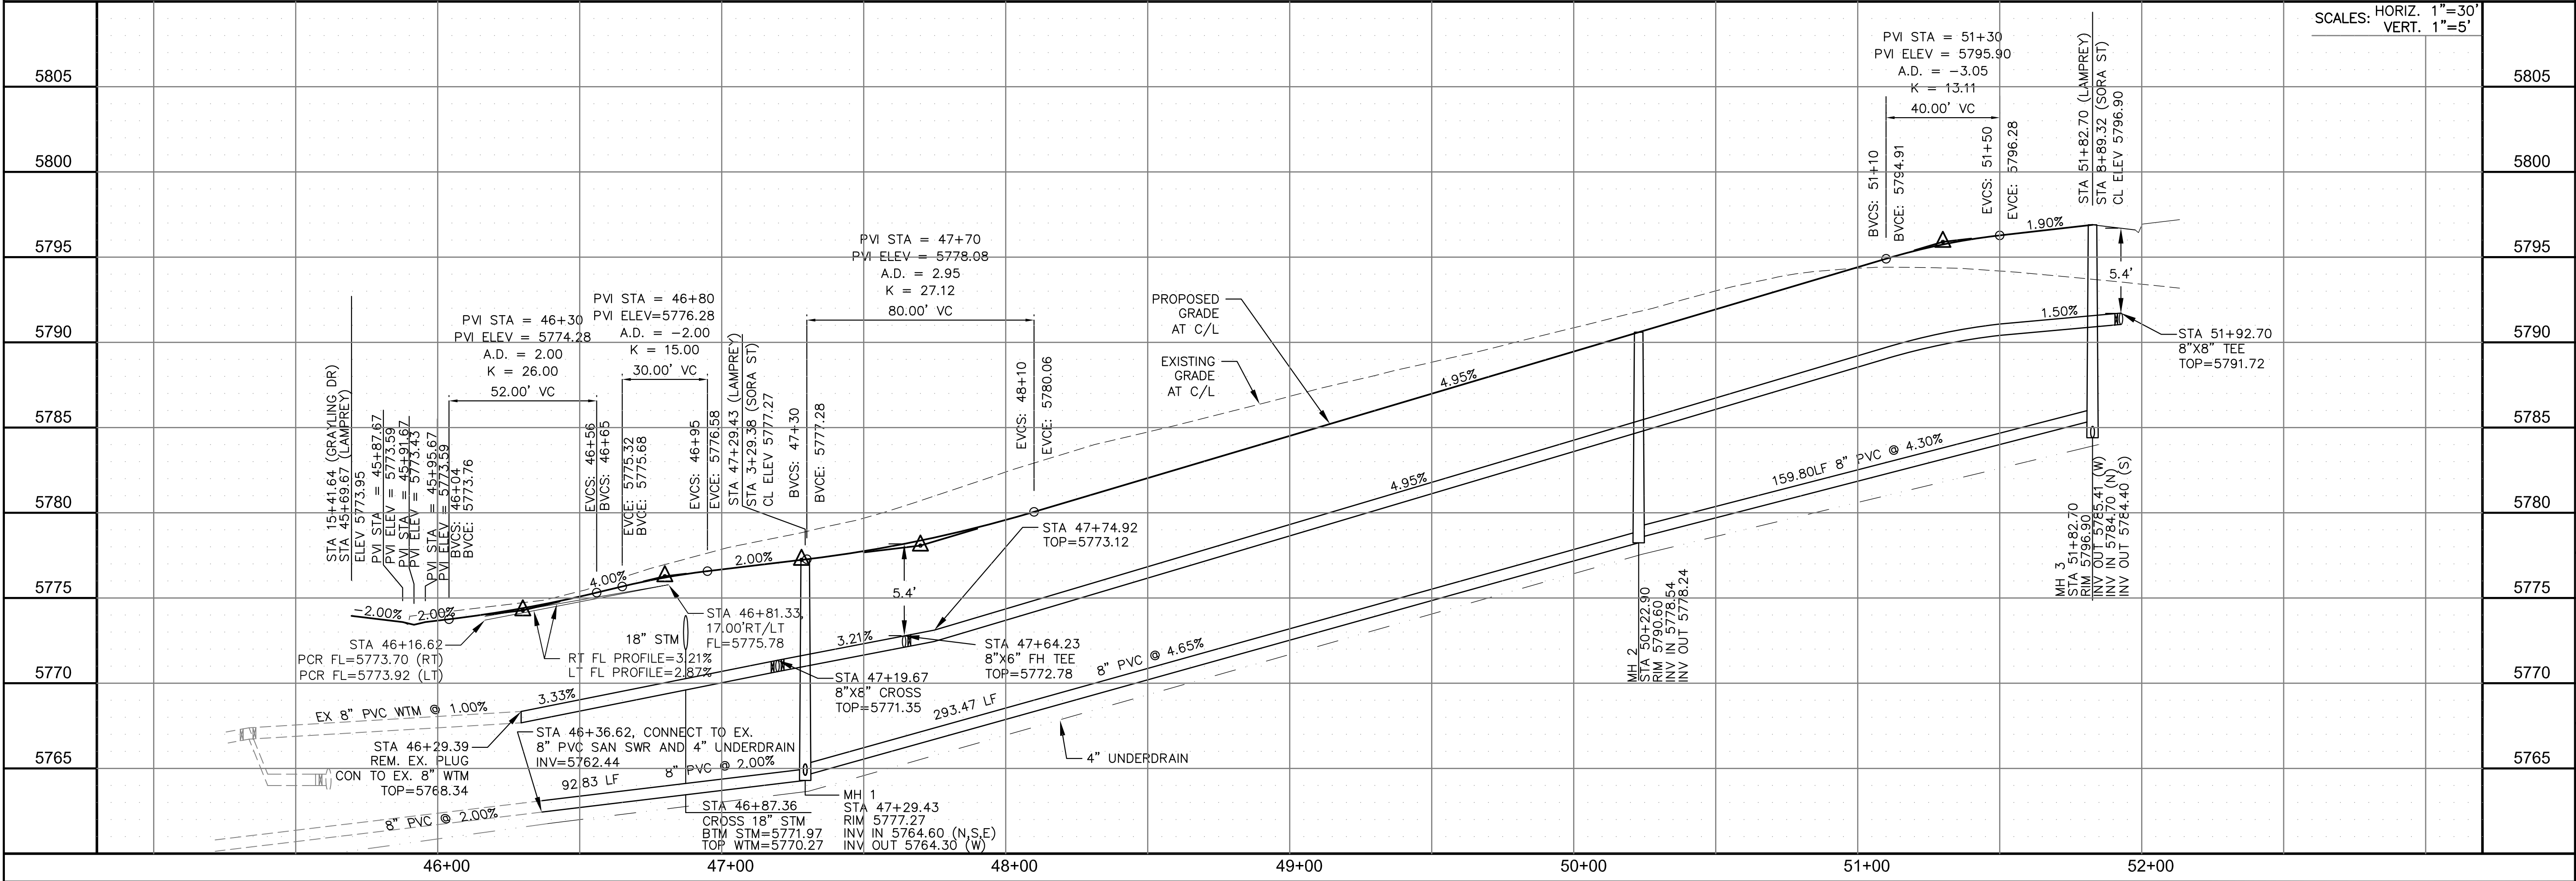 SCALES: HORIZ. 1"=30'
VERT. 1"=5'
5805
5800
5795
5790
5785
5780
5775
5770
5765
5805
5800
5795
5790
5785
5780
5775
5770
5765
STA 15+41.64 (GRAYLING DR)
STA 45+69.67 (LAMPREY)
ELEV 5773.95
PVI STA = 45+87.67
PVI ELEV = 5773.59
PVI STA = 45+91.67
PVI ELEV = 5773.43
PVI STA = 45+95.67
PVI ELEV = 5773.59
BVCS: 46+04
BVCE: 5773.76
PVI STA = 46+30
PVI ELEV = 5774.28
A.D. = 2.00
K = 26.00
52.00' VC
EVCS: 46+56
BVCS: 46+65
EVCE: 5775.32
BVCE: 5775.68
PVI STA = 46+80
PVI ELEV=5776.28
A.D. = -2.00
K = 15.00
30.00' VC
EVCS: 46+95
EVCE: 5776.58
STA 47+29.43 (LAMPREY)
STA 3+29.38 (SORA ST)
CL ELEV 5777.27
BVCS: 47+30
BVCE: 5777.28
PVI STA = 47+70
PVI ELEV = 5778.08
A.D. = 2.95
K = 27.12
80.00' VC
EVCS: 48+10
EVCE: 5780.06
PROPOSED
GRADE
AT C/L
EXISTING
GRADE
AT C/L
PVI STA = 51+30
PVI ELEV = 5795.90
A.D. = -3.05
K = 13.11
40.00' VC
BVCS: 51+10
BVCE: 5794.91
EVCS: 51+50
EVCE: 5796.28
STA 51+82.70 (LAMPREY)
STA 8+89.32 (SORA ST)
CL ELEV 5796.90
-2.00%
2.00%
4.00%
2.00%
4.95%
1.90%
5.4'
1.50%
STA 51+92.70
8"X8" TEE
TOP=5791.72
4.95%
STA 47+74.92
TOP=5773.12
5.4'
STA 47+64.23
8"X6" FH TEE
TOP=5772.78
3.21%
STA 46+81.33,
17.00'RT/LT
FL=5775.78
18" STM
STA 46+16.62
PCR FL=5773.70 (RT)
PCR FL=5773.92 (LT)
RT FL PROFILE=3.21%
LT FL PROFILE=2.87%
STA 47+19.67
8"X8" CROSS
TOP=5771.35
3.33%
EX 8" PVC WTM @ 1.00%
STA 46+29.39
REM. EX. PLUG
CON TO EX. 8" WTM
TOP=5768.34
STA 46+36.62, CONNECT TO EX.
8" PVC SAN SWR AND 4" UNDERDRAIN
INV=5762.44
92.83 LF
8" PVC @ 2.00%
8" PVC @ 2.00%
STA 46+87.36
CROSS 18" STM
BTM STM=5771.97
TOP WTM=5770.27
MH 1
STA 47+29.43
RIM 5777.27
INV IN 5764.60 (N,S,E)
INV OUT 5764.30 (W)
293.47 LF
8" PVC @ 4.65%
4" UNDERDRAIN
MH 2
STA 50+22.90
RIM 5790.60
INV IN 5778.54
INV OUT 5778.24
159.80LF 8" PVC @ 4.30%
MH 3
STA 51+82.70
RIM 5796.90
INV OUT 5785.41 (W)
INV IN 5784.70 (N)
INV OUT 5784.40 (S)
46+00
47+00
48+00
49+00
50+00
51+00
52+00